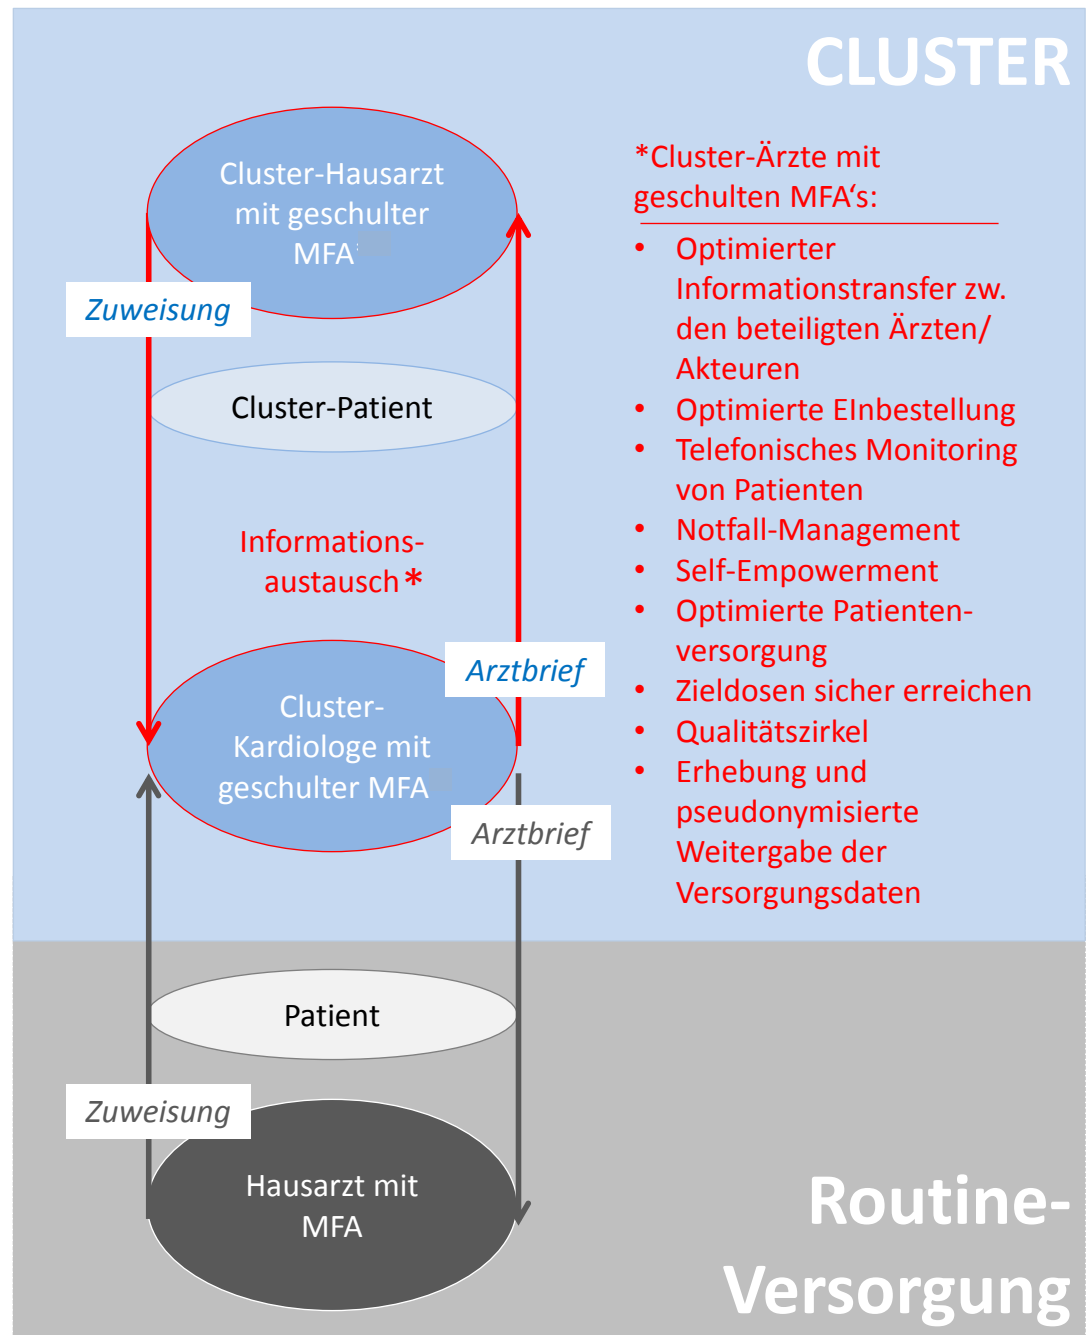 CLUSTER
Cluster-Hausarzt
mit geschulter
MFA
Zuweisung
Cluster-Patient
Informations-
austausch*
Arztbrief
Cluster-
Kardiologe mit
geschulter MFA
Arztbrief
*Cluster-Ärzte mit
geschulten MFA‘s:
• Optimierter
Informationstransfer zw.
den beteiligten Ärzten/
Akteuren
• Optimierte EInbestellung
• Telefonisches Monitoring
von Patienten
• Notfall-Management
• Self-Empowerment
• Optimierte Patienten-
versorgung
• Zieldosen sicher erreichen
• Qualitätszirkel
• Erhebung und
pseudonymisierte
Weitergabe der
Versorgungsdaten
Patient
Zuweisung
Hausarzt mit
MFA
Routine-
Versorgung